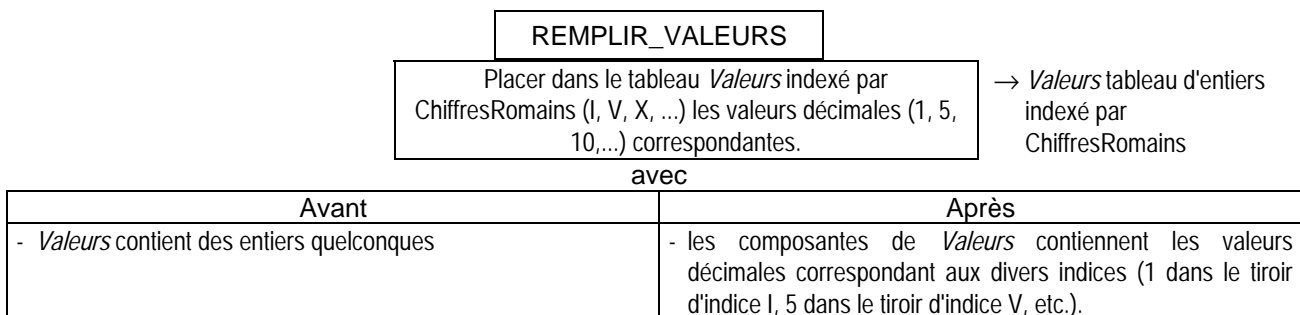 REMPLIR_VALEURS
Placer dans le tableau Valeurs indexé par
ChiffresRomains (I, V, X, ...) les valeurs décimales (1, 5,
10,...) correspondantes.
→ Valeurs tableau d'entiers
indexé par
ChiffresRomains
avec
Avant
Après
- Valeurs contient des entiers quelconques
- les composantes de Valeurs contiennent les valeurs
décimales correspondant aux divers indices (1 dans le tiroir
d'indice I, 5 dans le tiroir d'indice V, etc.).